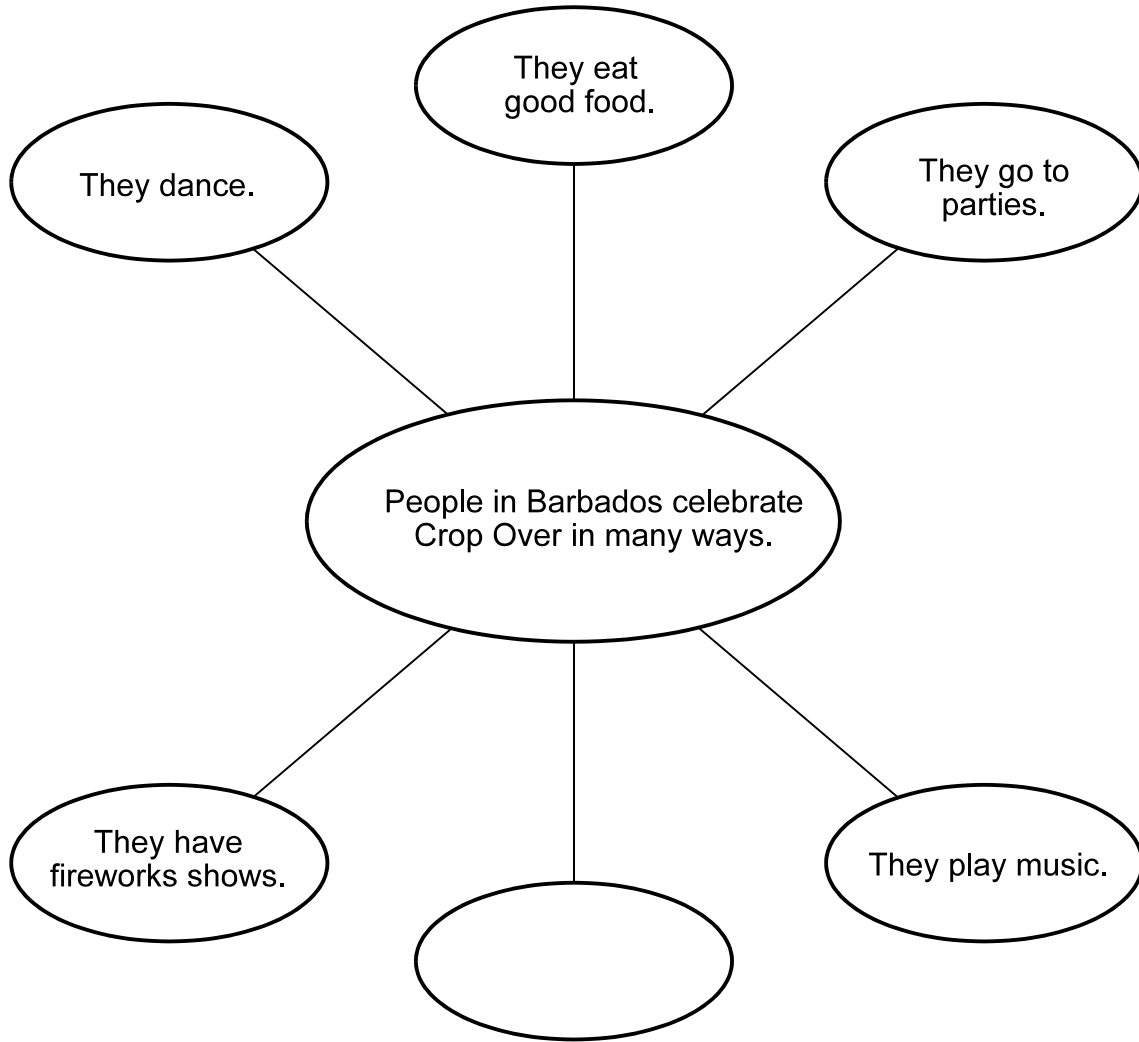 They eat
good food.
They dance.
They go to
parties.
People in Barbados celebrate
Crop Over in many ways.
They have
fireworks shows.
They play music.